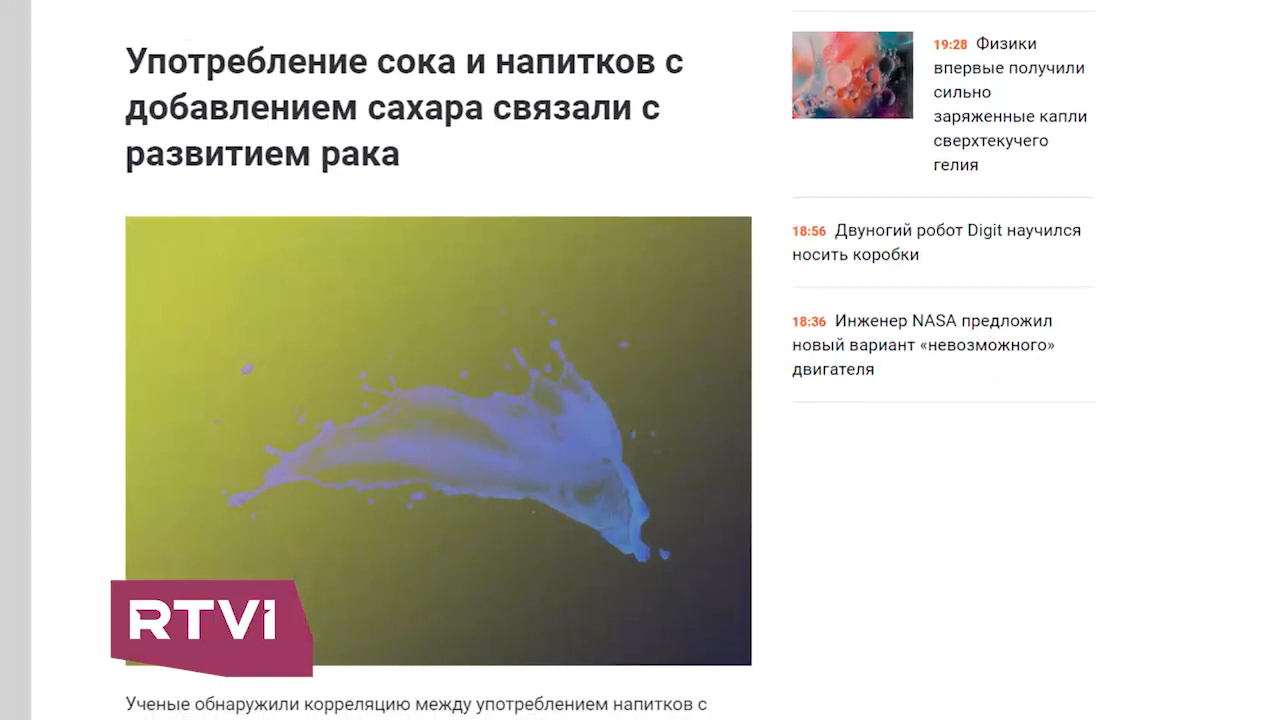 Употребление сока и напитков с
добавлением сахара связали с
развитием рака
RTVi
Ученые обнаружили корреляцию между употреблением напитков с
19:28 Физики
впервые получили
сильно
заряженные капли
сверхтекучего
гелия
18:56 Двуногий робот Digit научился
носить коробки
18:36 Инженер NASA предложил
новый вариант «невозможного»
двигателя